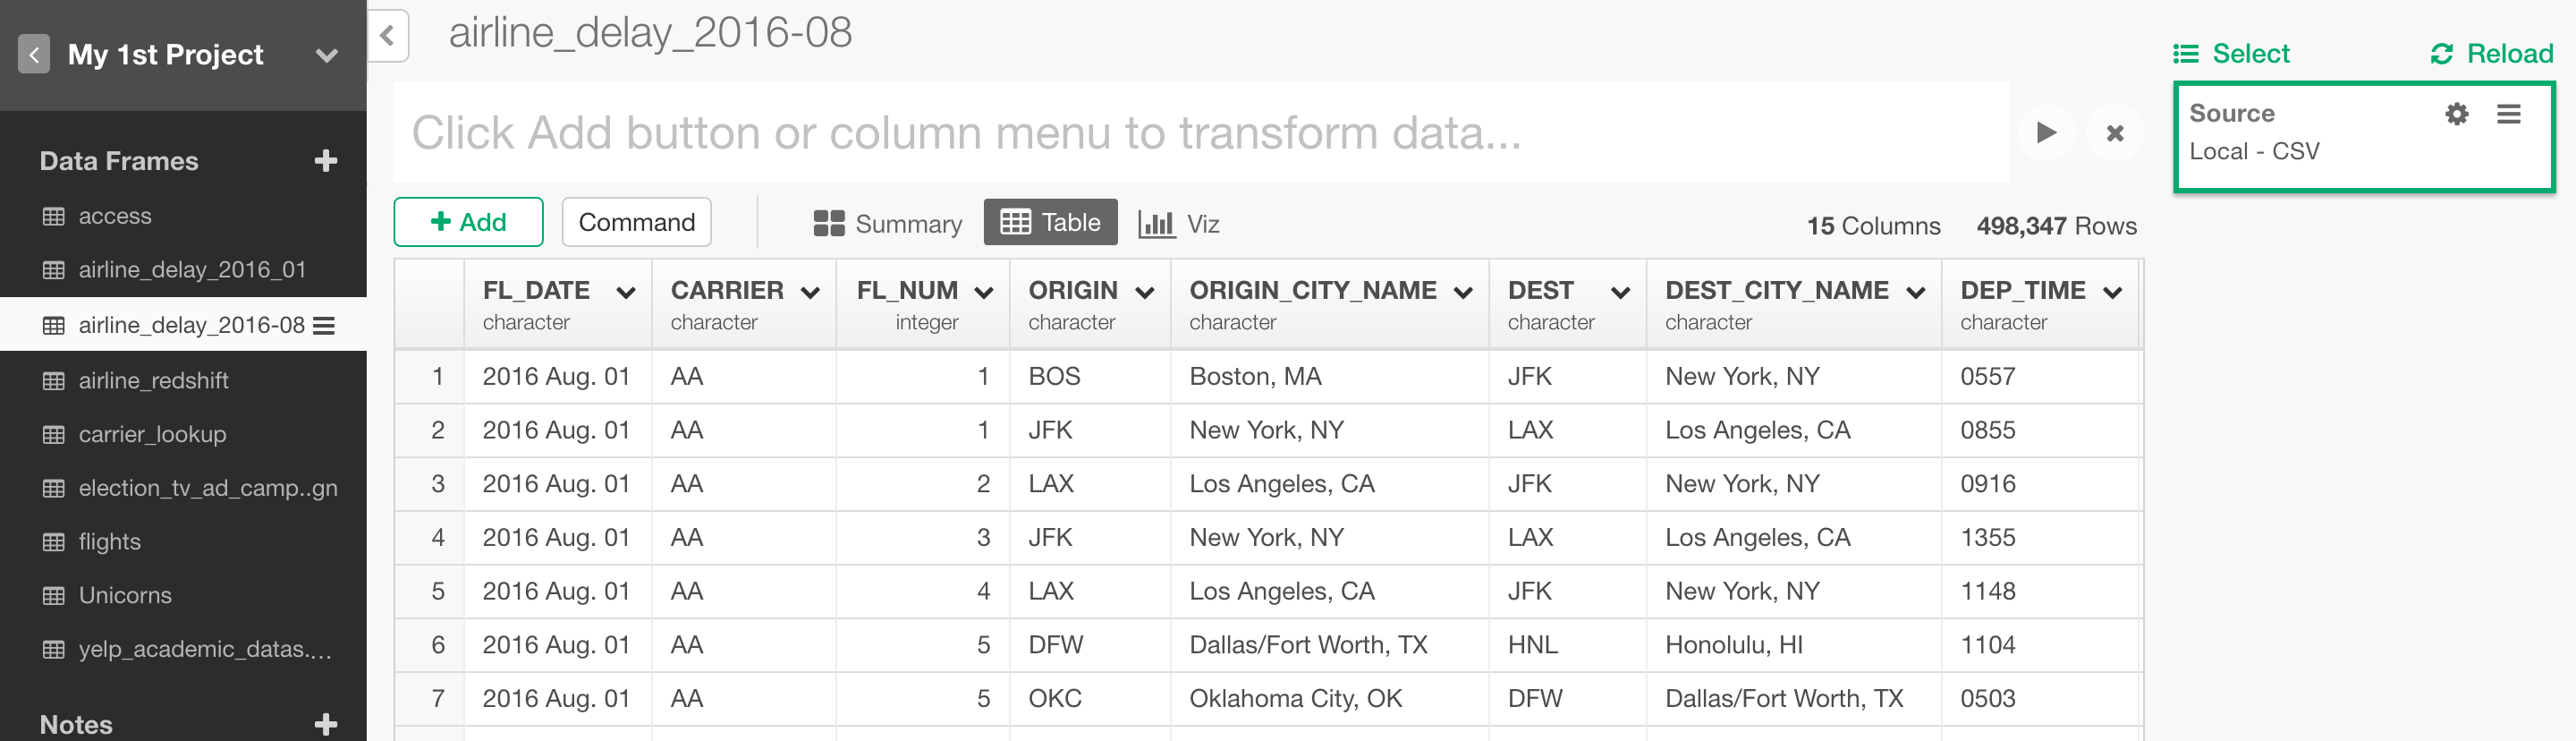 My 1st Project
Data Frames
access
airline_delay_2016_01
airline_delay_2016-08
airline_redshift
carrier_lookup
election_tv_ad_camp..gn
flights
Unicorns
yelp_academic_datas....
Notes
airline_delay_2016-08
Click Add button or column menu to transform data...
Add Command Summary Table Viz 15 Columns 498,347 Rows
FL_DATE CARRIER FL_NUM ORIGIN ORIGIN_CITY_NAME DEST DEST_CITY_NAME DEP_TIME
character character integer character character character character character
1 2016 Aug. 01 AA 1 BOS Boston, MA JFK New York, NY 0557
2 2016 Aug. 01 AA 1 JFK New York, NY LAX Los Angeles, CA 0855
3 2016 Aug. 01 AA 2 LAX Los Angeles, CA JFK New York, NY 0916
4 2016 Aug. 01 AA 3 JFK New York, NY LAX Los Angeles, CA 1355
5 2016 Aug. 01 AA 4 LAX Los Angeles, CA JFK New York, NY 1148
6 2016 Aug. 01 AA 5 DFW Dallas/Fort Worth, TX HNL Honolulu, HI 1104
7 2016 Aug. 01 AA 5 OKC Oklahoma City, OK DFW Dallas/Fort Worth, TX 0503
Select Reload
Source
Local - CSV